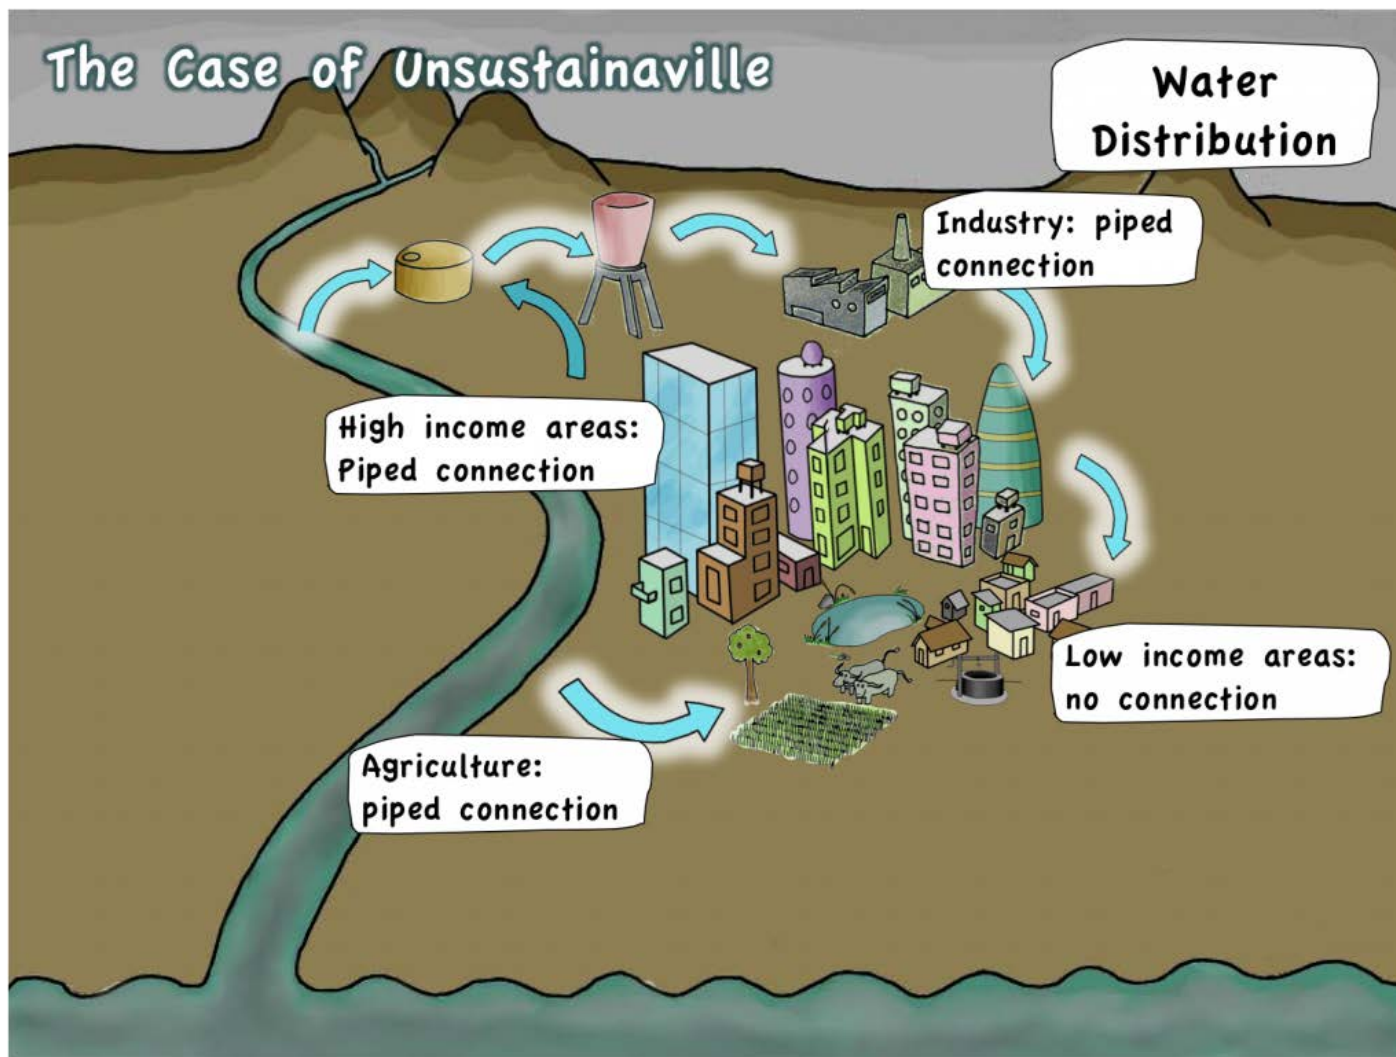 The Case of Unsustainaville
Water
Distribution
Industry: piped
connection
High income areas:
Piped connection
Low income areas:
no connection
Agriculture:
piped connection